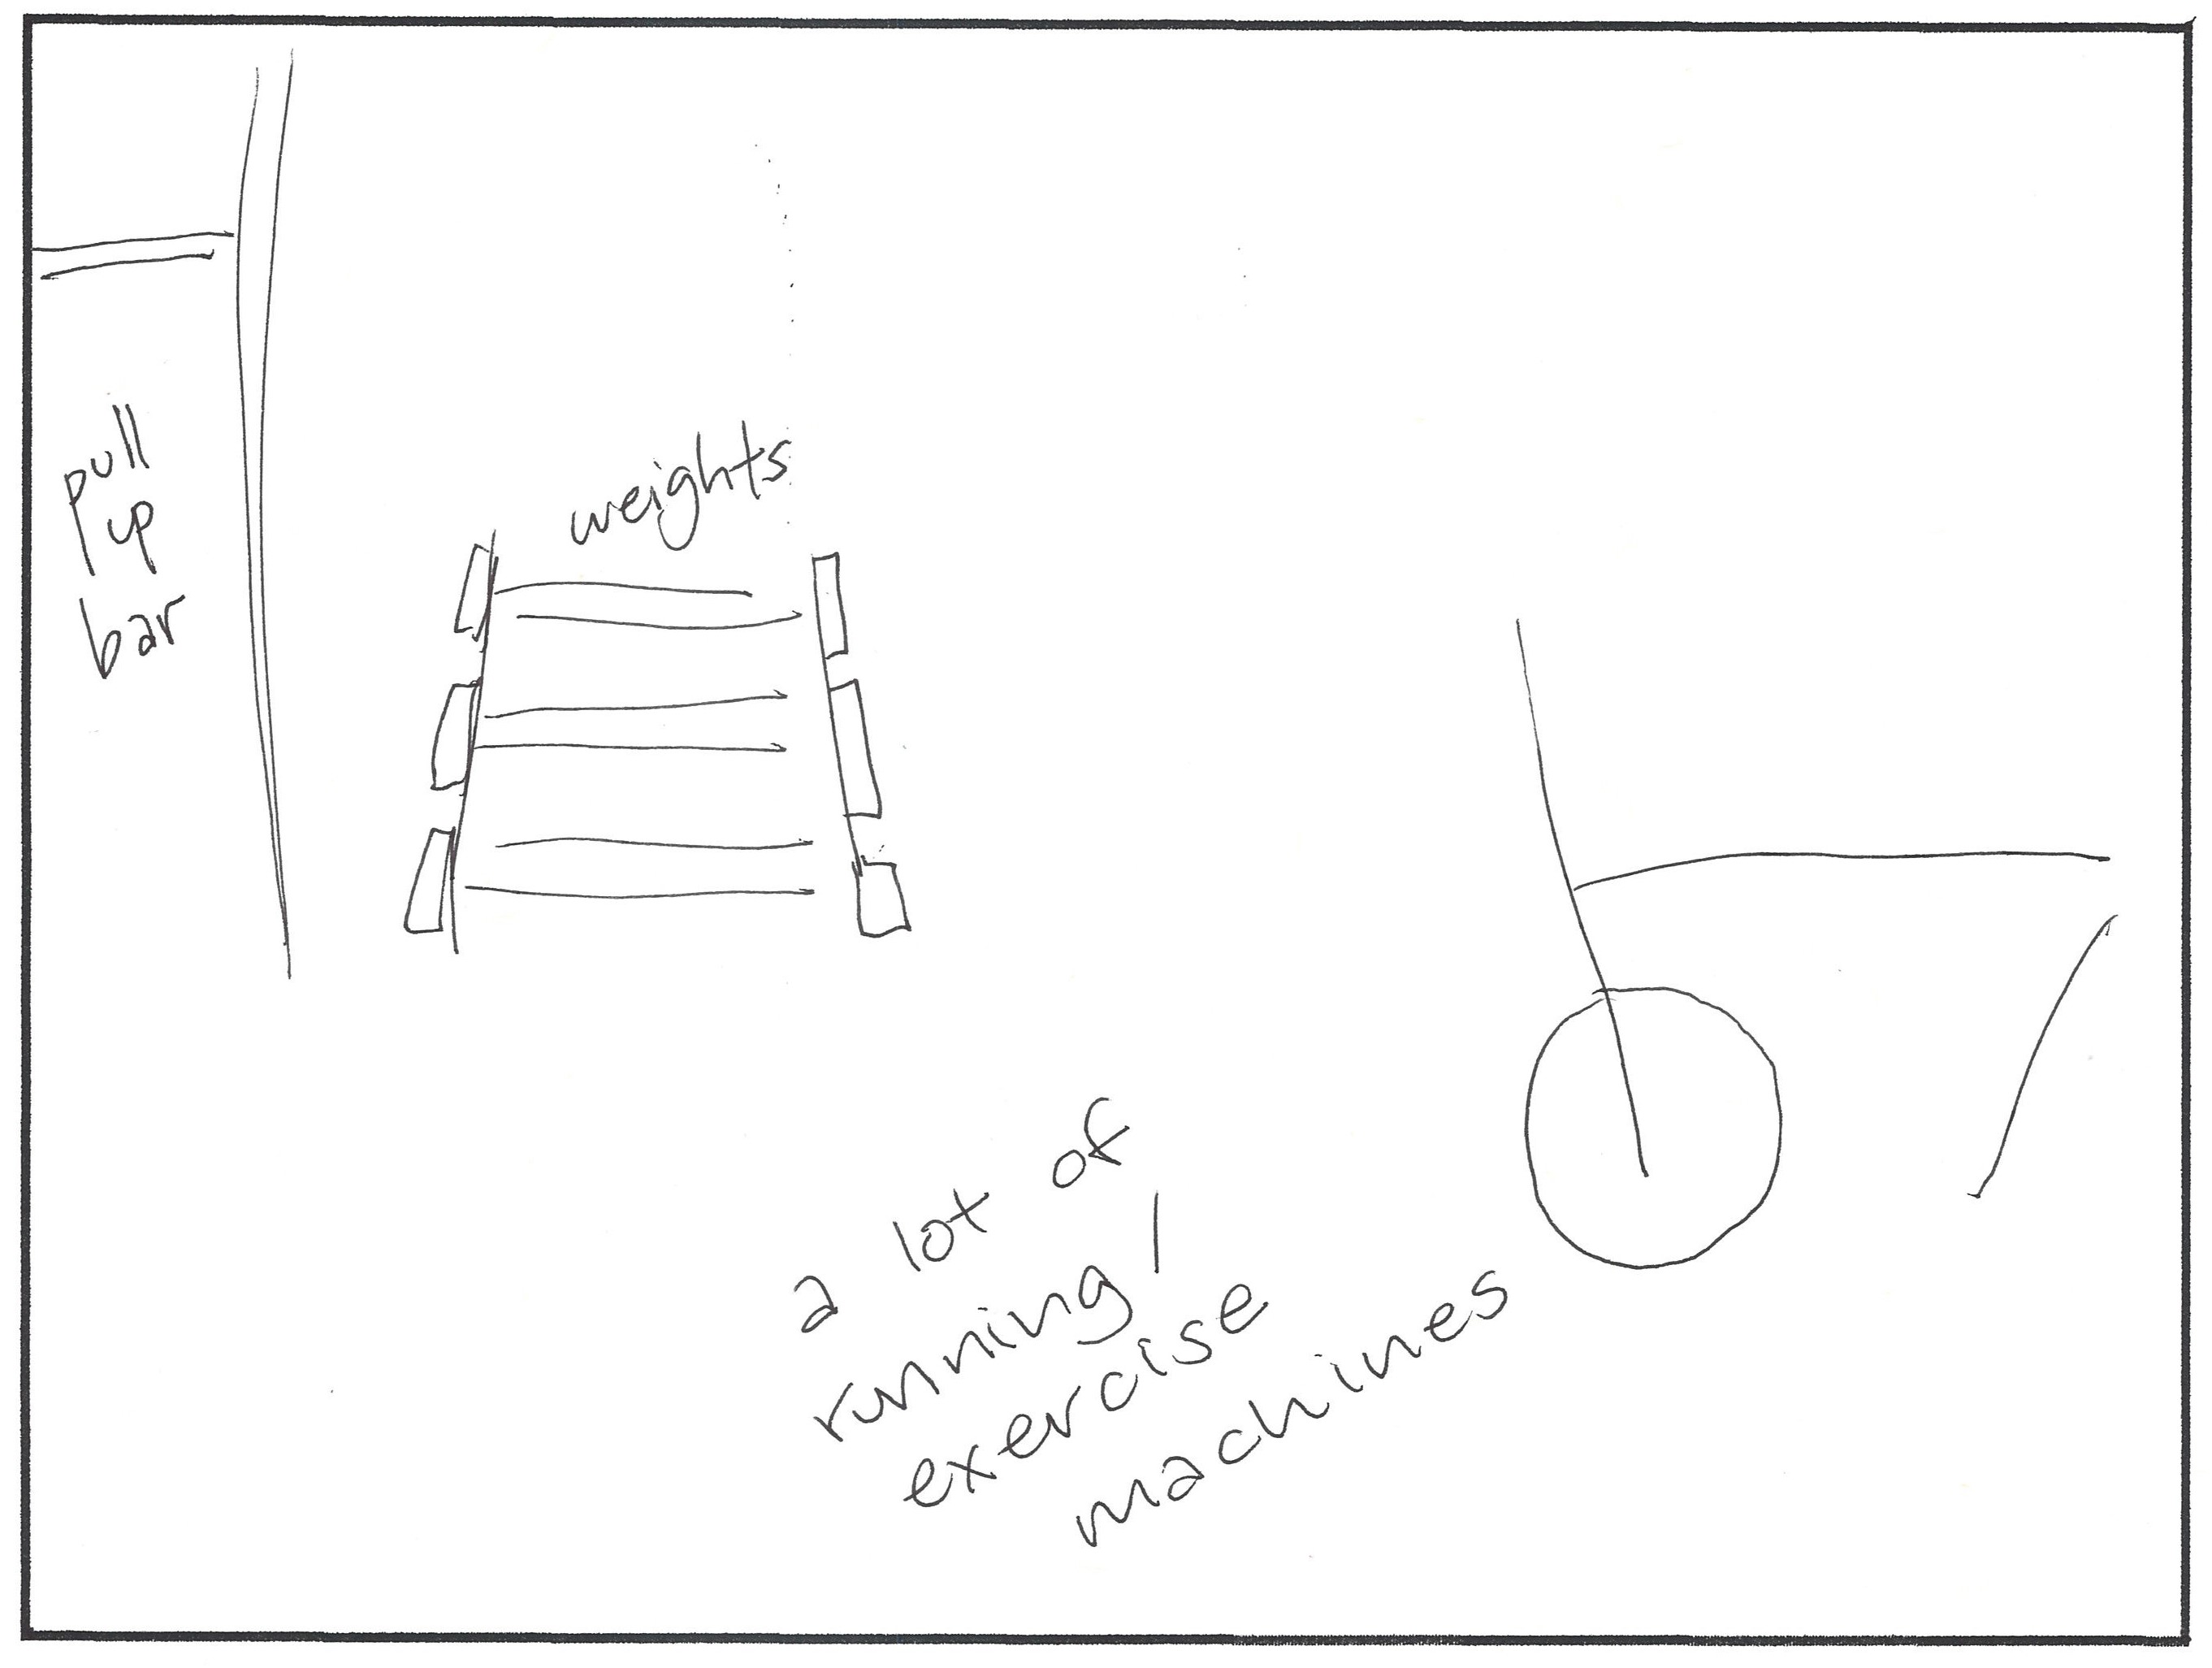 pull
up
bar
weights
a lot of
running /
exercise
machines